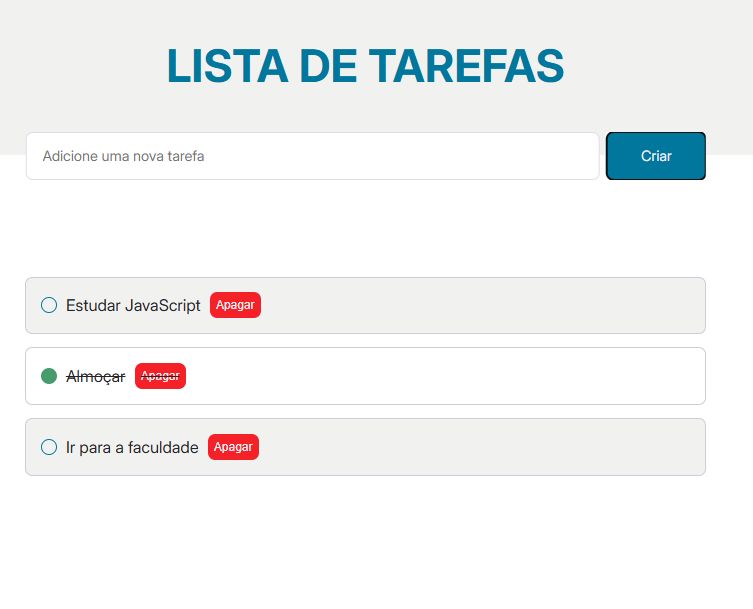 LISTA DE TAREFAS
Adicione uma nova tarefa Criar
Estudar JavaScript Apagar
Almoçar Apagar
Ir para a faculdade Apagar